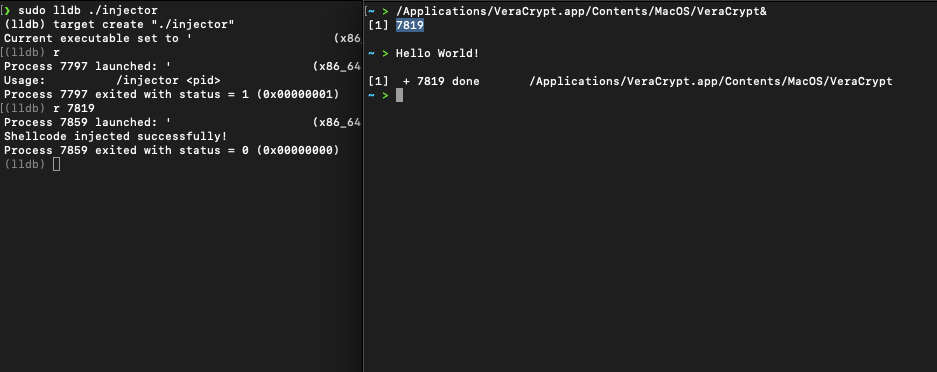 [❯ sudo lldb ./injector
(lldb) target create "./injector"
Current executable set to ' (x86
[(lldb) r
Process 7797 launched: ' (x86_64
Usage: /injector <pid>
Process 7797 exited with status = 1 (0x00000001)
[(lldb) r 7819
Process 7859 launched: ' (x86_64
Shellcode injected successfully!
Process 7859 exited with status = 0 (0x00000000)
(lldb)
[~ > /Applications/VeraCrypt.app/Contents/MacOS/VeraCrypt&
[1] 7819
~ > Hello World!
[1] + 7819 done /Applications/VeraCrypt.app/Contents/MacOS/VeraCrypt
~ >